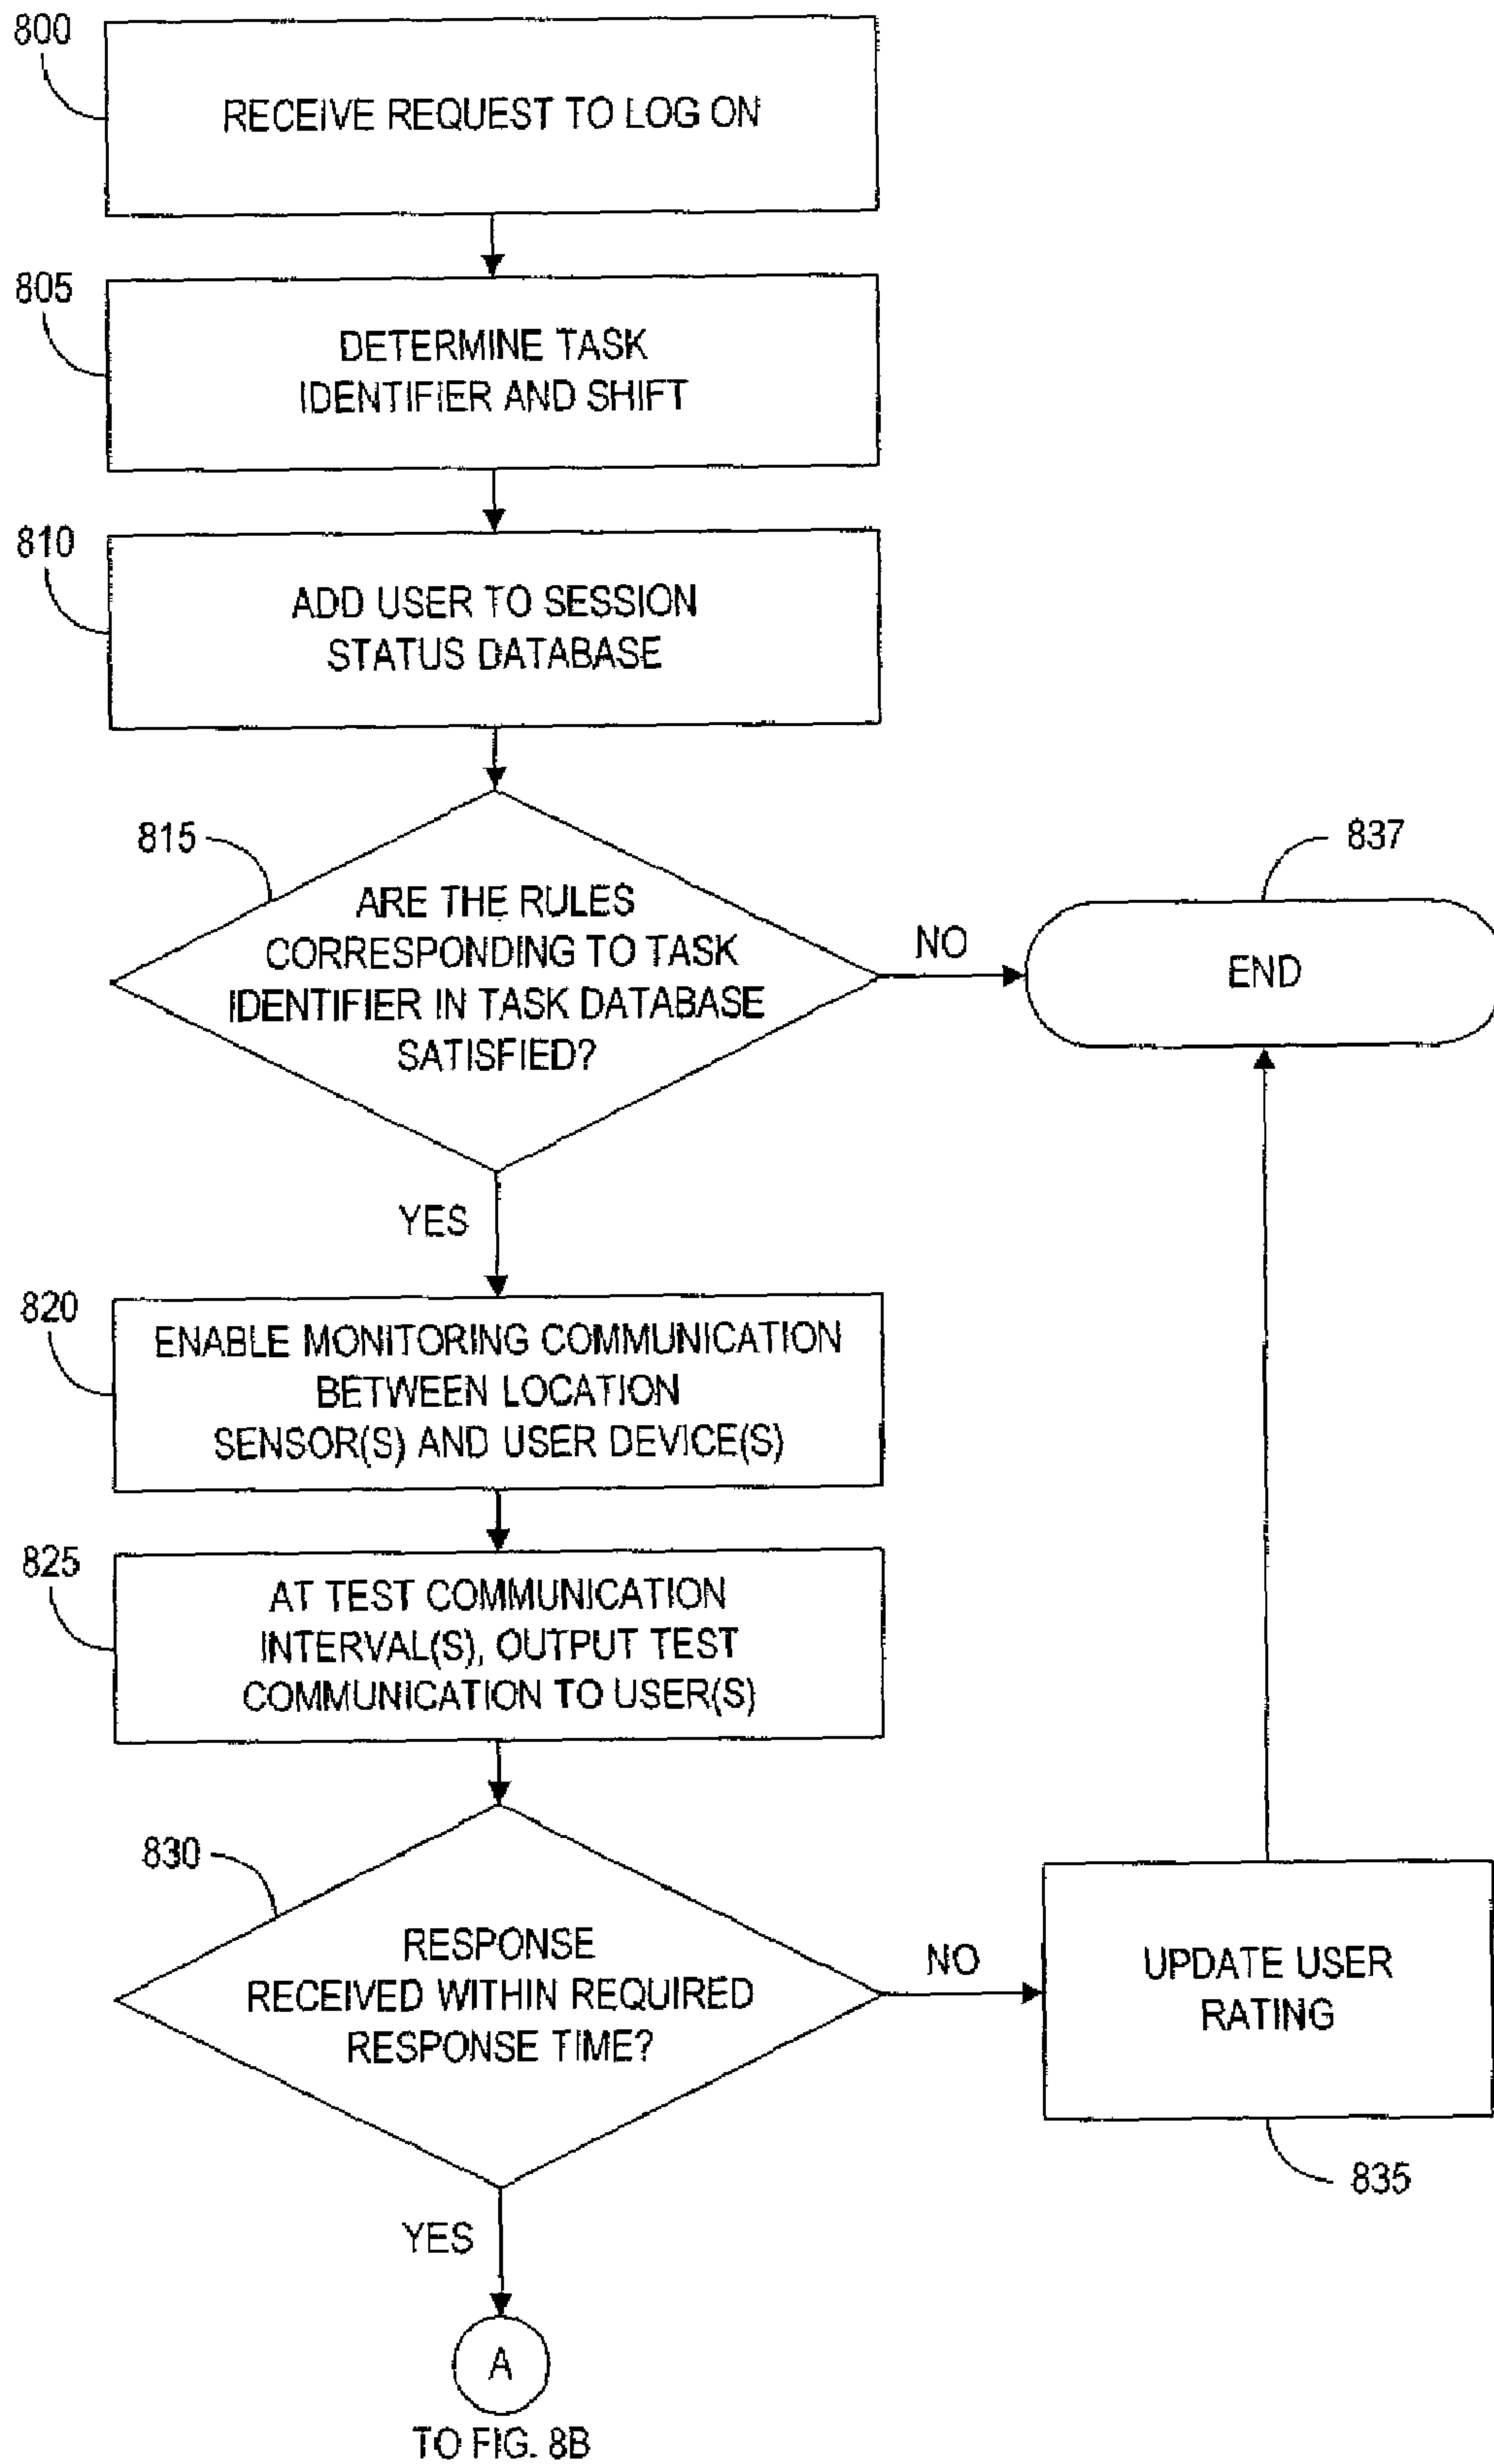 800
RECEIVE REQUEST TO LOG ON
805
DETERMINE TASK
IDENTIFIER AND SHIFT
810
ADD USER TO SESSION
STATUS DATABASE
815
ARE THE RULES
CORRESPONDING TO TASK
IDENTIFIER IN TASK DATABASE
SATISFIED?
NO
837
END
YES
820
ENABLE MONITORING COMMUNICATION
BETWEEN LOCATION
SENSOR(S) AND USER DEVICE(S)
825
AT TEST COMMUNICATION
INTERVAL(S), OUTPUT TEST
COMMUNICATION TO USER(S)
830
RESPONSE
RECEIVED WITHIN REQUIRED
RESPONSE TIME?
NO
UPDATE USER
RATING
835
YES
A
TO FIG. 8B